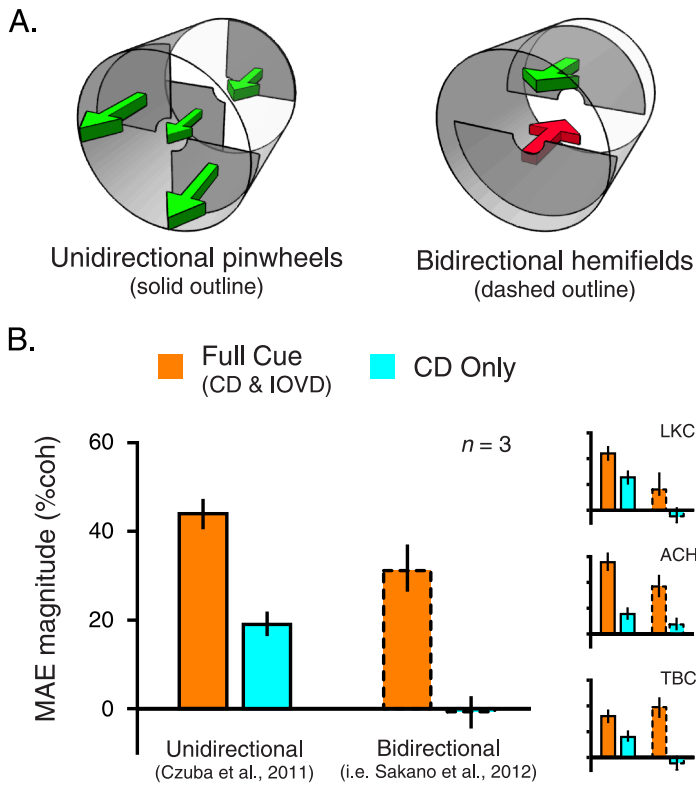 A.
Unidirectional pinwheels
(solid outline)
Bidirectional hemifields
(dashed outline)
B.
Full Cue
(CD & IOVD)
CD Only
MAE magnitude (%coh)
60
40
20
0
n = 3
Unidirectional
(Czuba et al., 2011)
Bidirectional
(i.e. Sakano et al., 2012)
LKC
ACH
TBC